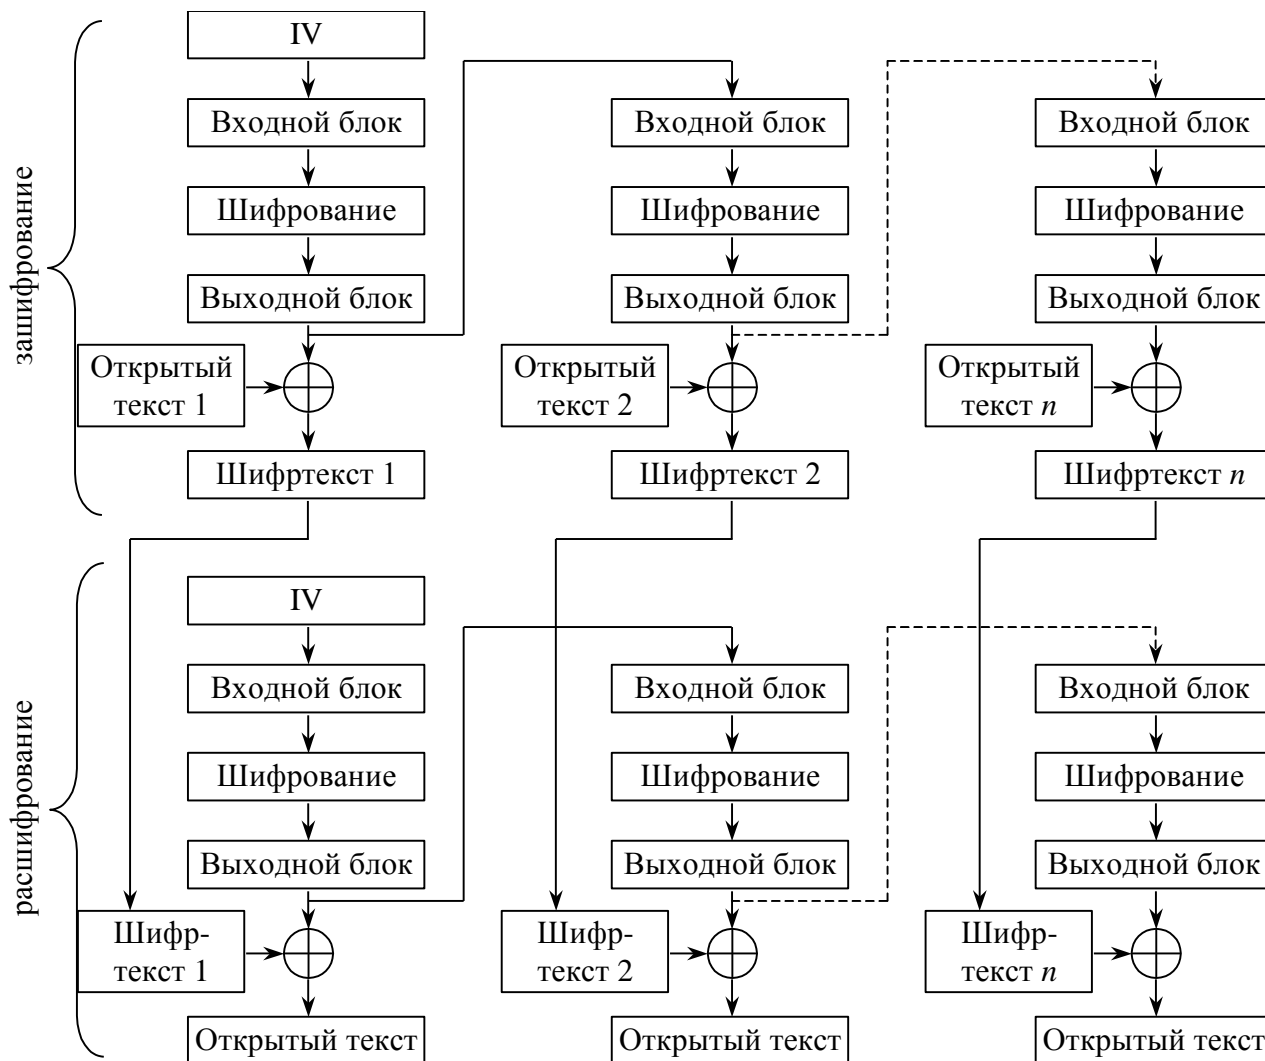 зашифрование
IV
Входной блок
Входной блок
Входной блок
Шифрование
Шифрование
Шифрование
Выходной блок
Выходной блок
Выходной блок
Открытый
текст 1
Открытый
текст 2
Открытый
текст n
Шифртекст 1
Шифртекст 2
Шифртекст n
расшифрование
IV
Входной блок
Входной блок
Входной блок
Шифрование
Шифрование
Шифрование
Выходной блок
Выходной блок
Выходной блок
Шифр-
текст 1
Шифр-
текст 2
Шифр-
текст n
Открытый текст
Открытый текст
Открытый текст